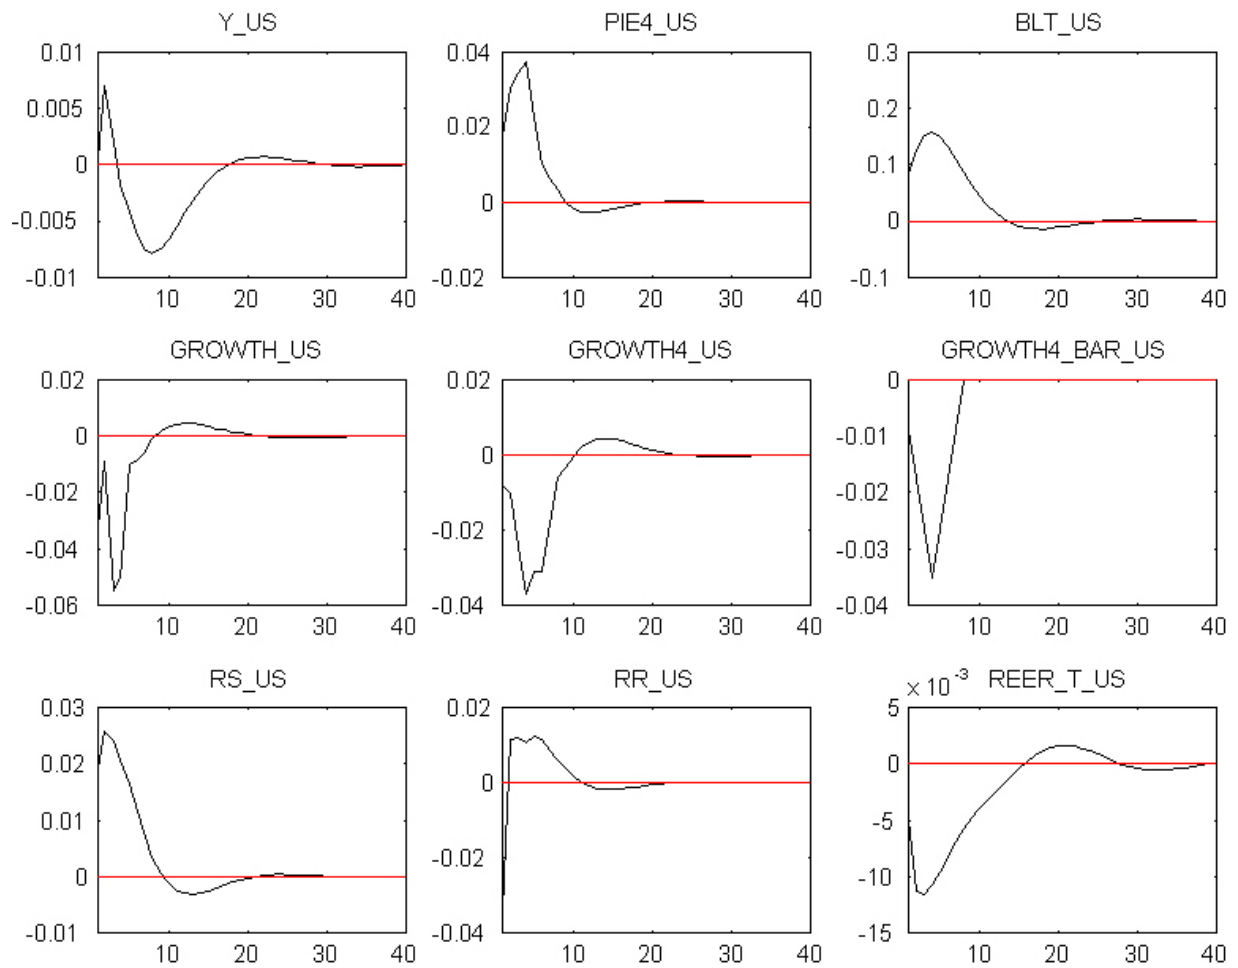 Y_US PIE4_US BLT_US
0.01 0.04 0.3
0.005 0.2
0.02
0 0.1
0
-0.005 0
-0.01 -0.02 -0.1
10 20 30 40 10 20 30 40 10 20 30 40
GROWTH_US GROWTH4_US GROWTH4_BAR_US
0.02 0.02 0
0 -0.01
0
-0.02 -0.02
-0.02
-0.04 -0.03
-0.06 -0.04 -0.04
10 20 30 40 10 20 30 40 10 20 30 40
RS_US RR_US x 10⁻³ REER_T_US
0.03 0.02 5
0.02 0
0
0.01 -5
-0.02
0 -10
-0.01 -0.04 -15
10 20 30 40 10 20 30 40 10 20 30 40